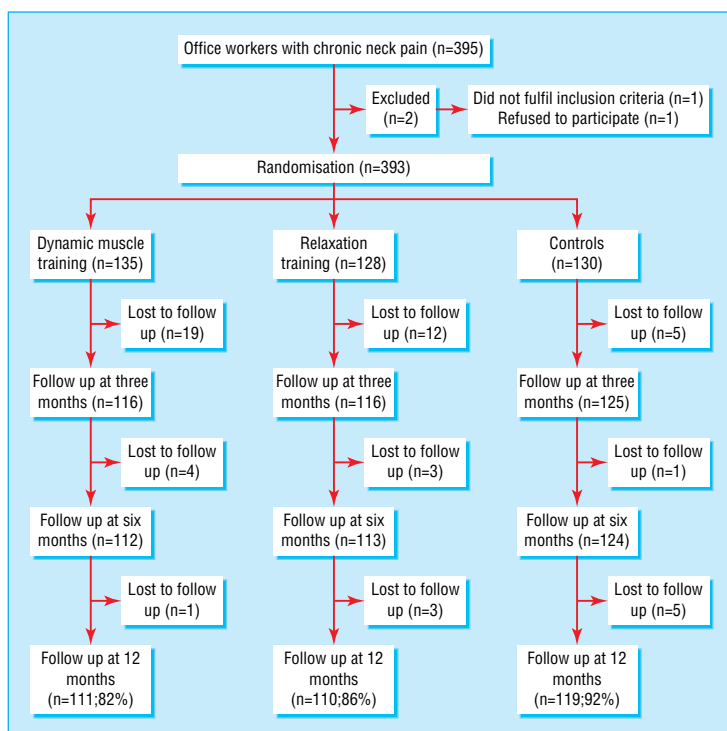 Office workers with chronic neck pain (n=395)
Excluded
(n=2)
Did not fulfil inclusion criteria (n=1)
Refused to participate (n=1)
Randomisation (n=393)
Dynamic muscle
training (n=135)
Relaxation
training (n=128)
Controls
(n=130)
Lost to follow
up (n=19)
Lost to follow
up (n=12)
Lost to follow
up (n=5)
Follow up at three
months (n=116)
Follow up at three
months (n=116)
Follow up at three
months (n=125)
Lost to follow
up (n=4)
Lost to follow
up (n=3)
Lost to follow
up (n=1)
Follow up at six
months (n=112)
Follow up at six
months (n=113)
Follow up at six
months (n=124)
Lost to follow
up (n=1)
Lost to follow
up (n=3)
Lost to follow
up (n=5)
Follow up at 12
months
(n=111;82%)
Follow up at 12
months
(n=110;86%)
Follow up at 12
months
(n=119;92%)